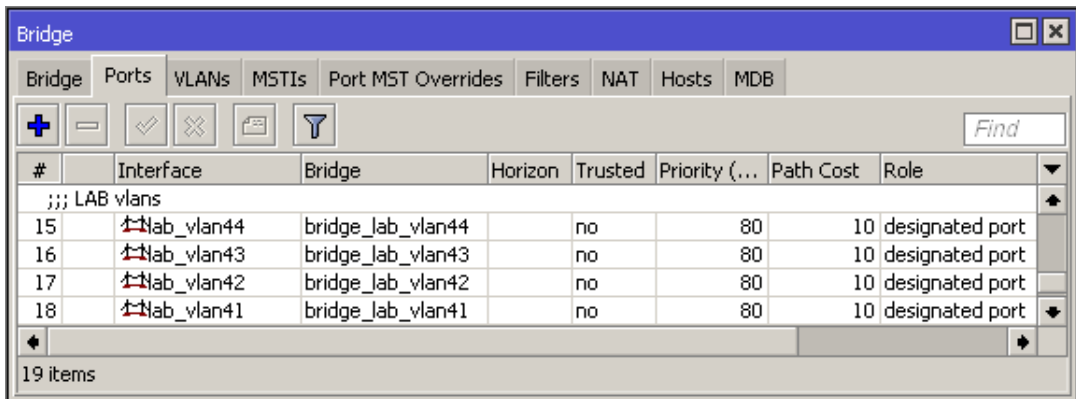 Bridge
Bridge Ports VLANs MSTIs Port MST Overrides Filters NAT Hosts MDB
Find
# Interface Bridge Horizon Trusted Priority (... Path Cost Role
;;; LAB vlans
15 lab_vlan44 bridge_lab_vlan44 no 80 10 designated port
16 lab_vlan43 bridge_lab_vlan43 no 80 10 designated port
17 lab_vlan42 bridge_lab_vlan42 no 80 10 designated port
18 lab_vlan41 bridge_lab_vlan41 no 80 10 designated port
19 items